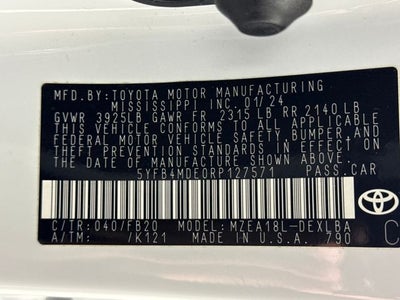 MFD.BY: TOYOTA MOTOR MANUFACTURING
MISSISSIPPI INC. 01/24
GVWR 3925LB GAWR FR 2315LB RR 2140LB
THIS VEHICLE CONFORMS TO ALL APPLICABLE
FEDERAL MOTOR VEHICLE SAFETY, BUMPER, AND
THEFT PREVENTION STANDARDS IN EFFECT ON
THE DATE OF MANUFACTURE SHOWN ABOVE.
5YFB4MDE0RP127571 PASS.CAR
C/TR: 040/FB20 MODEL: MZEA18L-DEXLBA
A/TM: /K121 MADE IN U.S.A. 790
TOYOTA
C